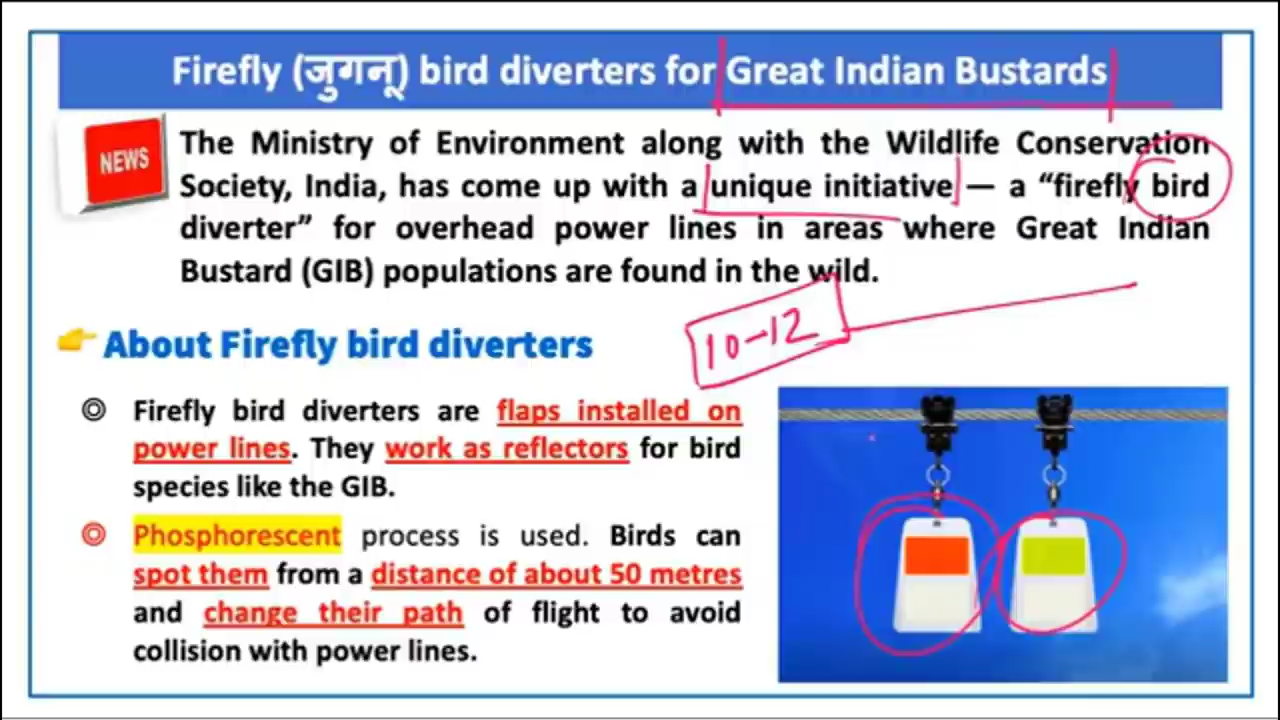 Firefly (जुगनू) bird diverters for Great Indian Bustards
NEWS
The Ministry of Environment along with the Wildlife Conservation
Society, India, has come up with a unique initiative — a “firefly bird
diverter” for overhead power lines in areas where Great Indian
Bustard (GIB) populations are found in the wild.
10-12
About Firefly bird diverters
Firefly bird diverters are flaps installed on
power lines. They work as reflectors for bird
species like the GIB.
Phosphorescent process is used. Birds can
spot them from a distance of about 50 metres
and change their path of flight to avoid
collision with power lines.